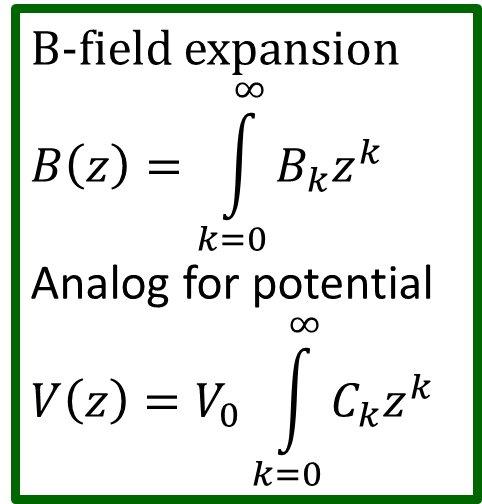 B-field expansion
B(z) = ∫_{k=0}^{∞} B_k z^k
Analog for potential
V(z) = V_0 ∫_{k=0}^{∞} C_k z^k